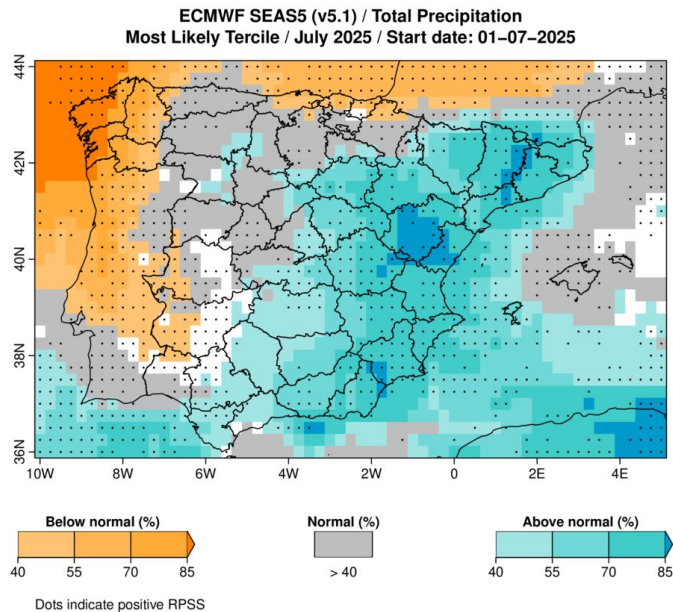 ECMWF SEAS5 (v5.1) / Total Precipitation
Most Likely Tercile / July 2025 / Start date: 01−07−2025
44N
42N
40N
38N
36N
10W 8W 6W 4W 2W 0 2E 4E
Below normal (%) Normal (%) Above normal (%)
40 55 70 85 > 40 40 55 70 85
Dots indicate positive RPSS